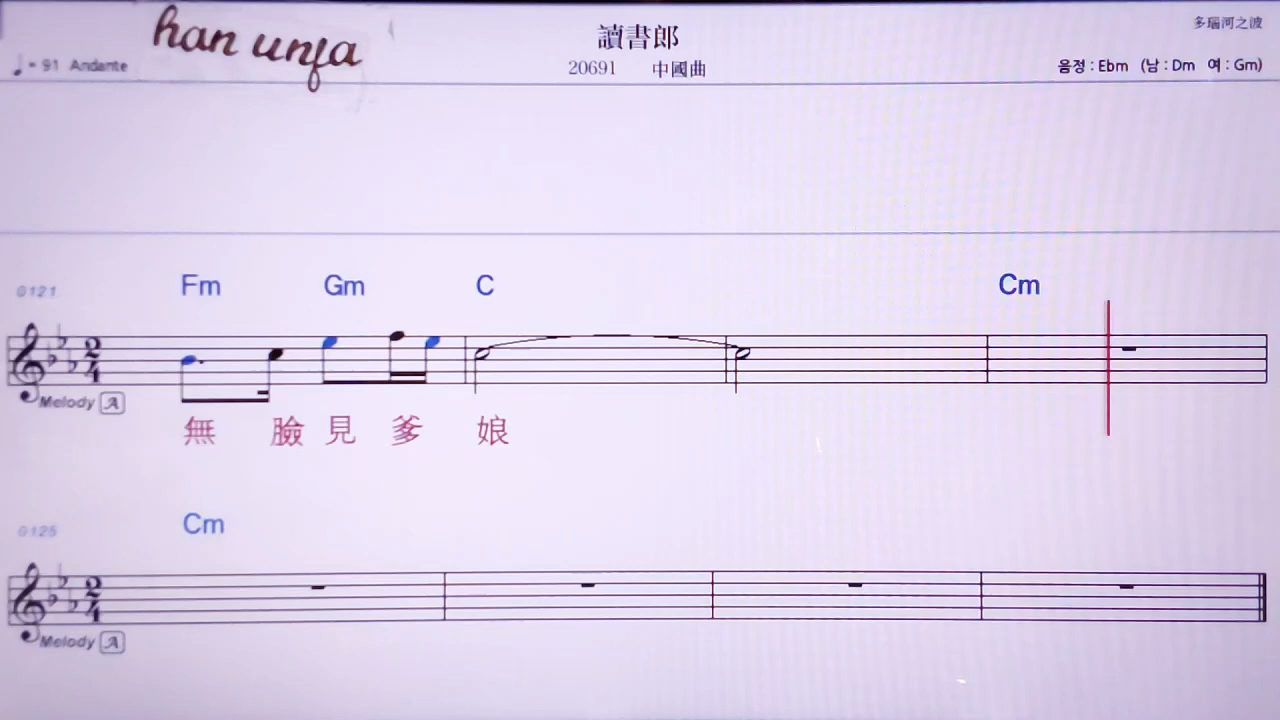 han unfa
讀書郎
多瑙河之波
♩= 91 Andante
20691 中國曲
음정 : Ebm (남 : Dm 여 : Gm)
0121 Fm Gm C Cm
2 4
Melody A
無 臉 見 爹 娘
0125 Cm
2 4
Melody A